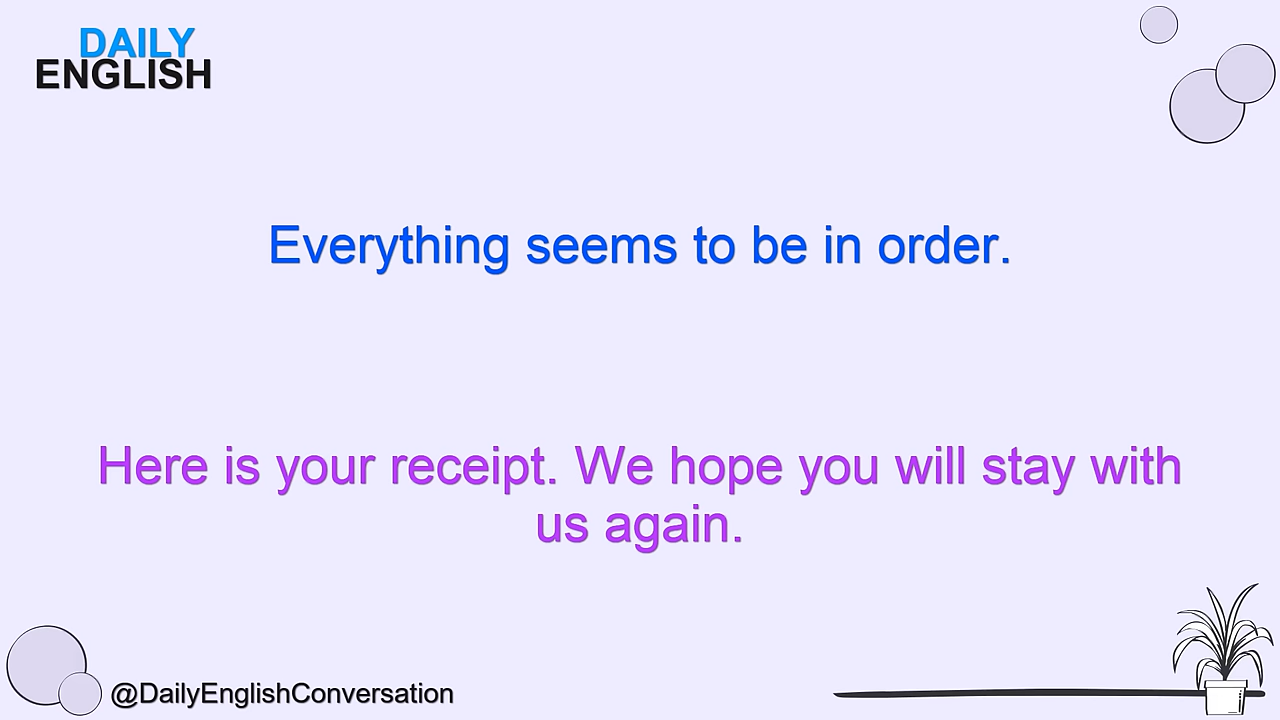 DAILY
ENGLISH
Everything seems to be in order.
Here is your receipt. We hope you will stay with
us again.
@DailyEnglishConversation